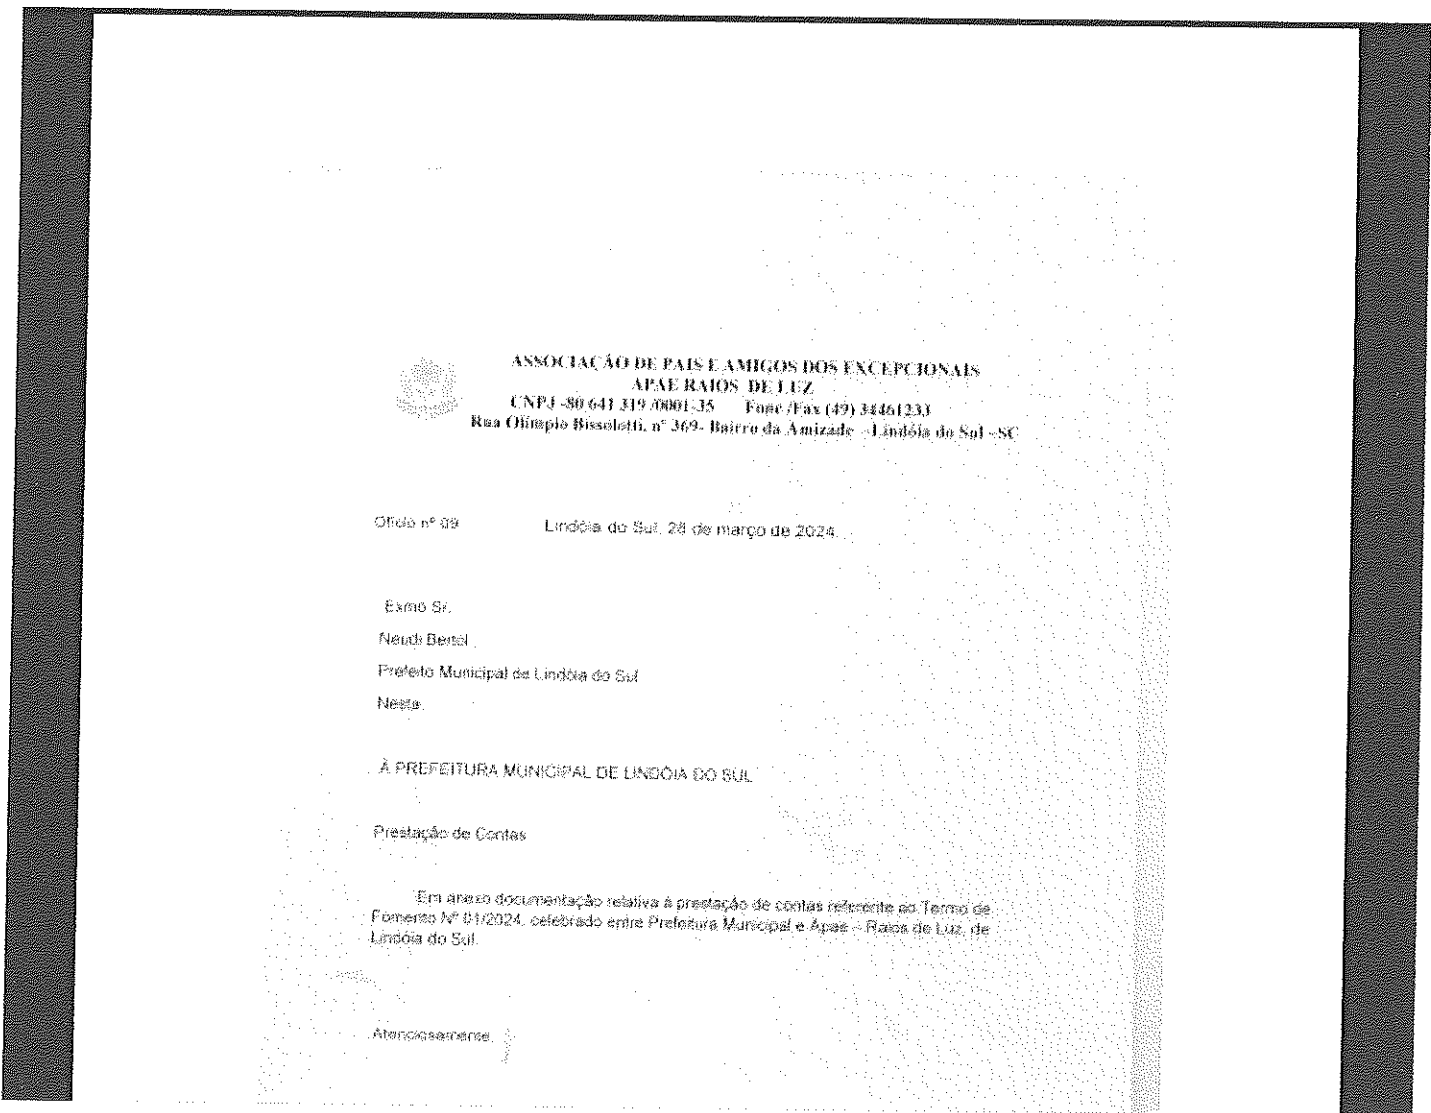 ASSOCIAÇÃO DE PAIS E AMIGOS DOS EXCEPCIONAIS
APAE RAIOS DE LUZ
CNPJ -80 641 319 /0001-35 Fone /Fax (49) 34461233
Rua Olímpio Bissolotti, nº 369- Bairro da Amizade - Lindóia do Sul -SC
Ofício nº 09 Lindóia do Sul, 28 de março de 2024.
Exmo Sr.
Neudi Bertol
Prefeito Municipal de Lindóia do Sul
Nesta.
À PREFEITURA MUNICIPAL DE LINDÓIA DO SUL
Prestação de Contas
Em anexo documentação relativa à prestação de contas referente ao Termo de
Fomento Nº 01/2024, celebrado entre Prefeitura Municipal e Apae – Raios de Luz, de
Lindóia do Sul.
Atenciosamente,